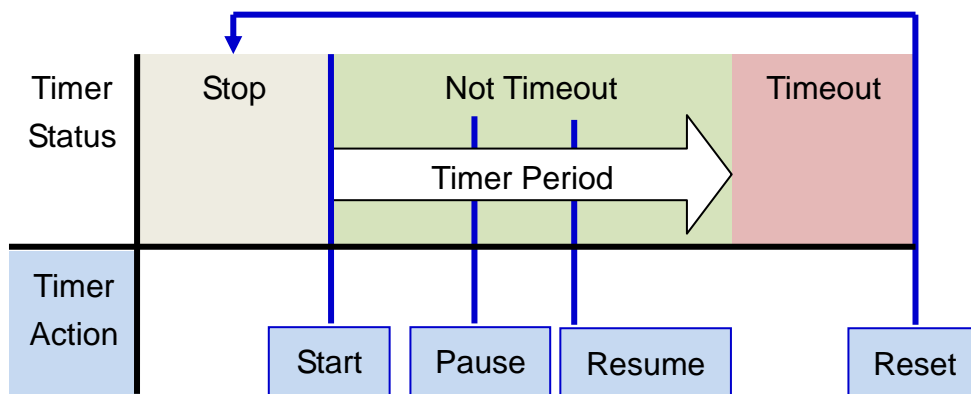 Timer
Status
Stop
Not Timeout
Timeout
Timer Period
Timer
Action
Start
Pause
Resume
Reset